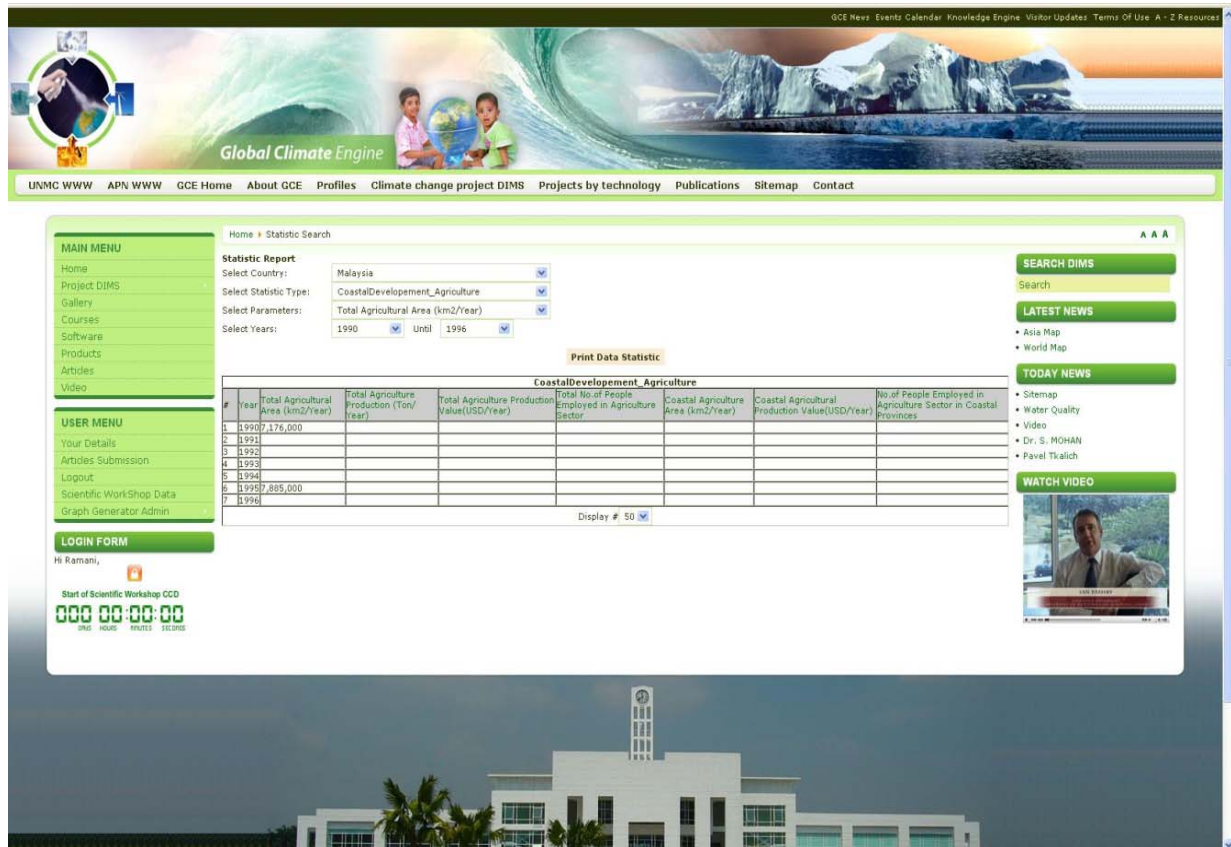 GCE News Events Calendar Knowledge Engine Visitor Updates Terms Of Use A - Z Resources
Global Climate Engine
UNMC WWW APN WWW GCE Home About GCE Profiles Climate change project DIMS Projects by technology Publications Sitemap Contact
Home Statistic Search
A A A
MAIN MENU
Home
Project DIMS
Gallery
Courses
Software
Products
Articles
Video
USER MENU
Your Details
Articles Submission
Logout
Scientific WorkShop Data
Graph Generator Admin
LOGIN FORM
Hi Ramani,
Start of Scientific Workshop CCD
000 00:00:00
DAYS HOURS MINUTES SECONDS
Statistic Report
Select Country: Malaysia
Select Statistic Type: CoastalDevelopement_Agriculture
Select Parameters: Total Agricultural Area (km2/Year)
Select Years: 1990 Until 1996
Print Data Statistic
CoastalDevelopement_Agriculture
# Year Total Agricultural Area (km2/Year) Total Agriculture Production (Ton/Year) Total Agriculture Production Value(USD/Year) Total No.of People Employed in Agriculture Sector Coastal Agriculture Area (km2/Year) Coastal Agricultural Production Value(USD/Year) No.of People Employed in Agriculture Sector in Coastal Provinces
1 1990 7,176,000
2 1991
3 1992
4 1993
5 1994
6 1995 7,885,000
7 1996
Display # 50
SEARCH DIMS
Search
LATEST NEWS
• Asia Map
• World Map
TODAY NEWS
• Sitemap
• Water Quality
• Video
• Dr. S. MOHAN
• Pavel Tkalich
WATCH VIDEO